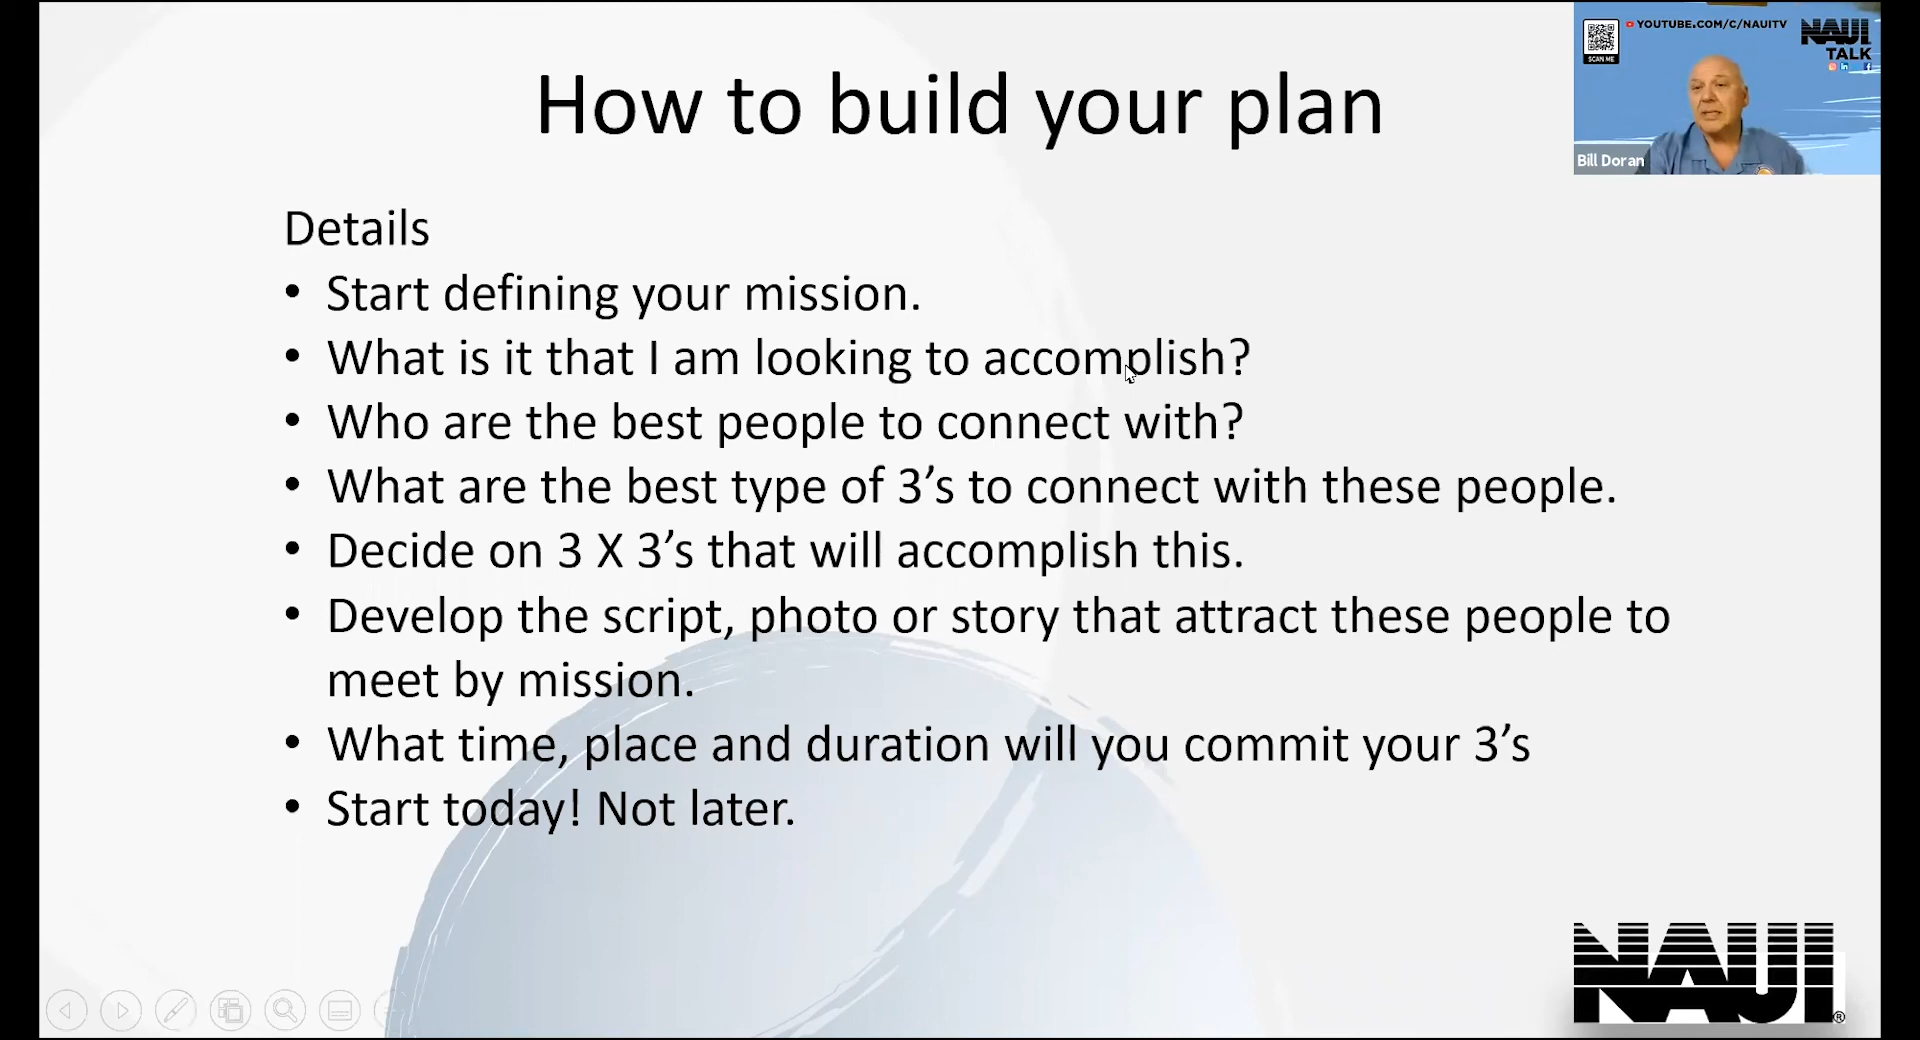 How to build your plan
YOUTUBE.COM/C/NAUITV
NAUI
TALK
SCAN ME
Bill Doran
Details
• Start defining your mission.
• What is it that I am looking to accomplish?
• Who are the best people to connect with?
• What are the best type of 3’s to connect with these people.
• Decide on 3 X 3’s that will accomplish this.
• Develop the script, photo or story that attract these people to
meet by mission.
• What time, place and duration will you commit your 3’s
• Start today! Not later.
NAUI®